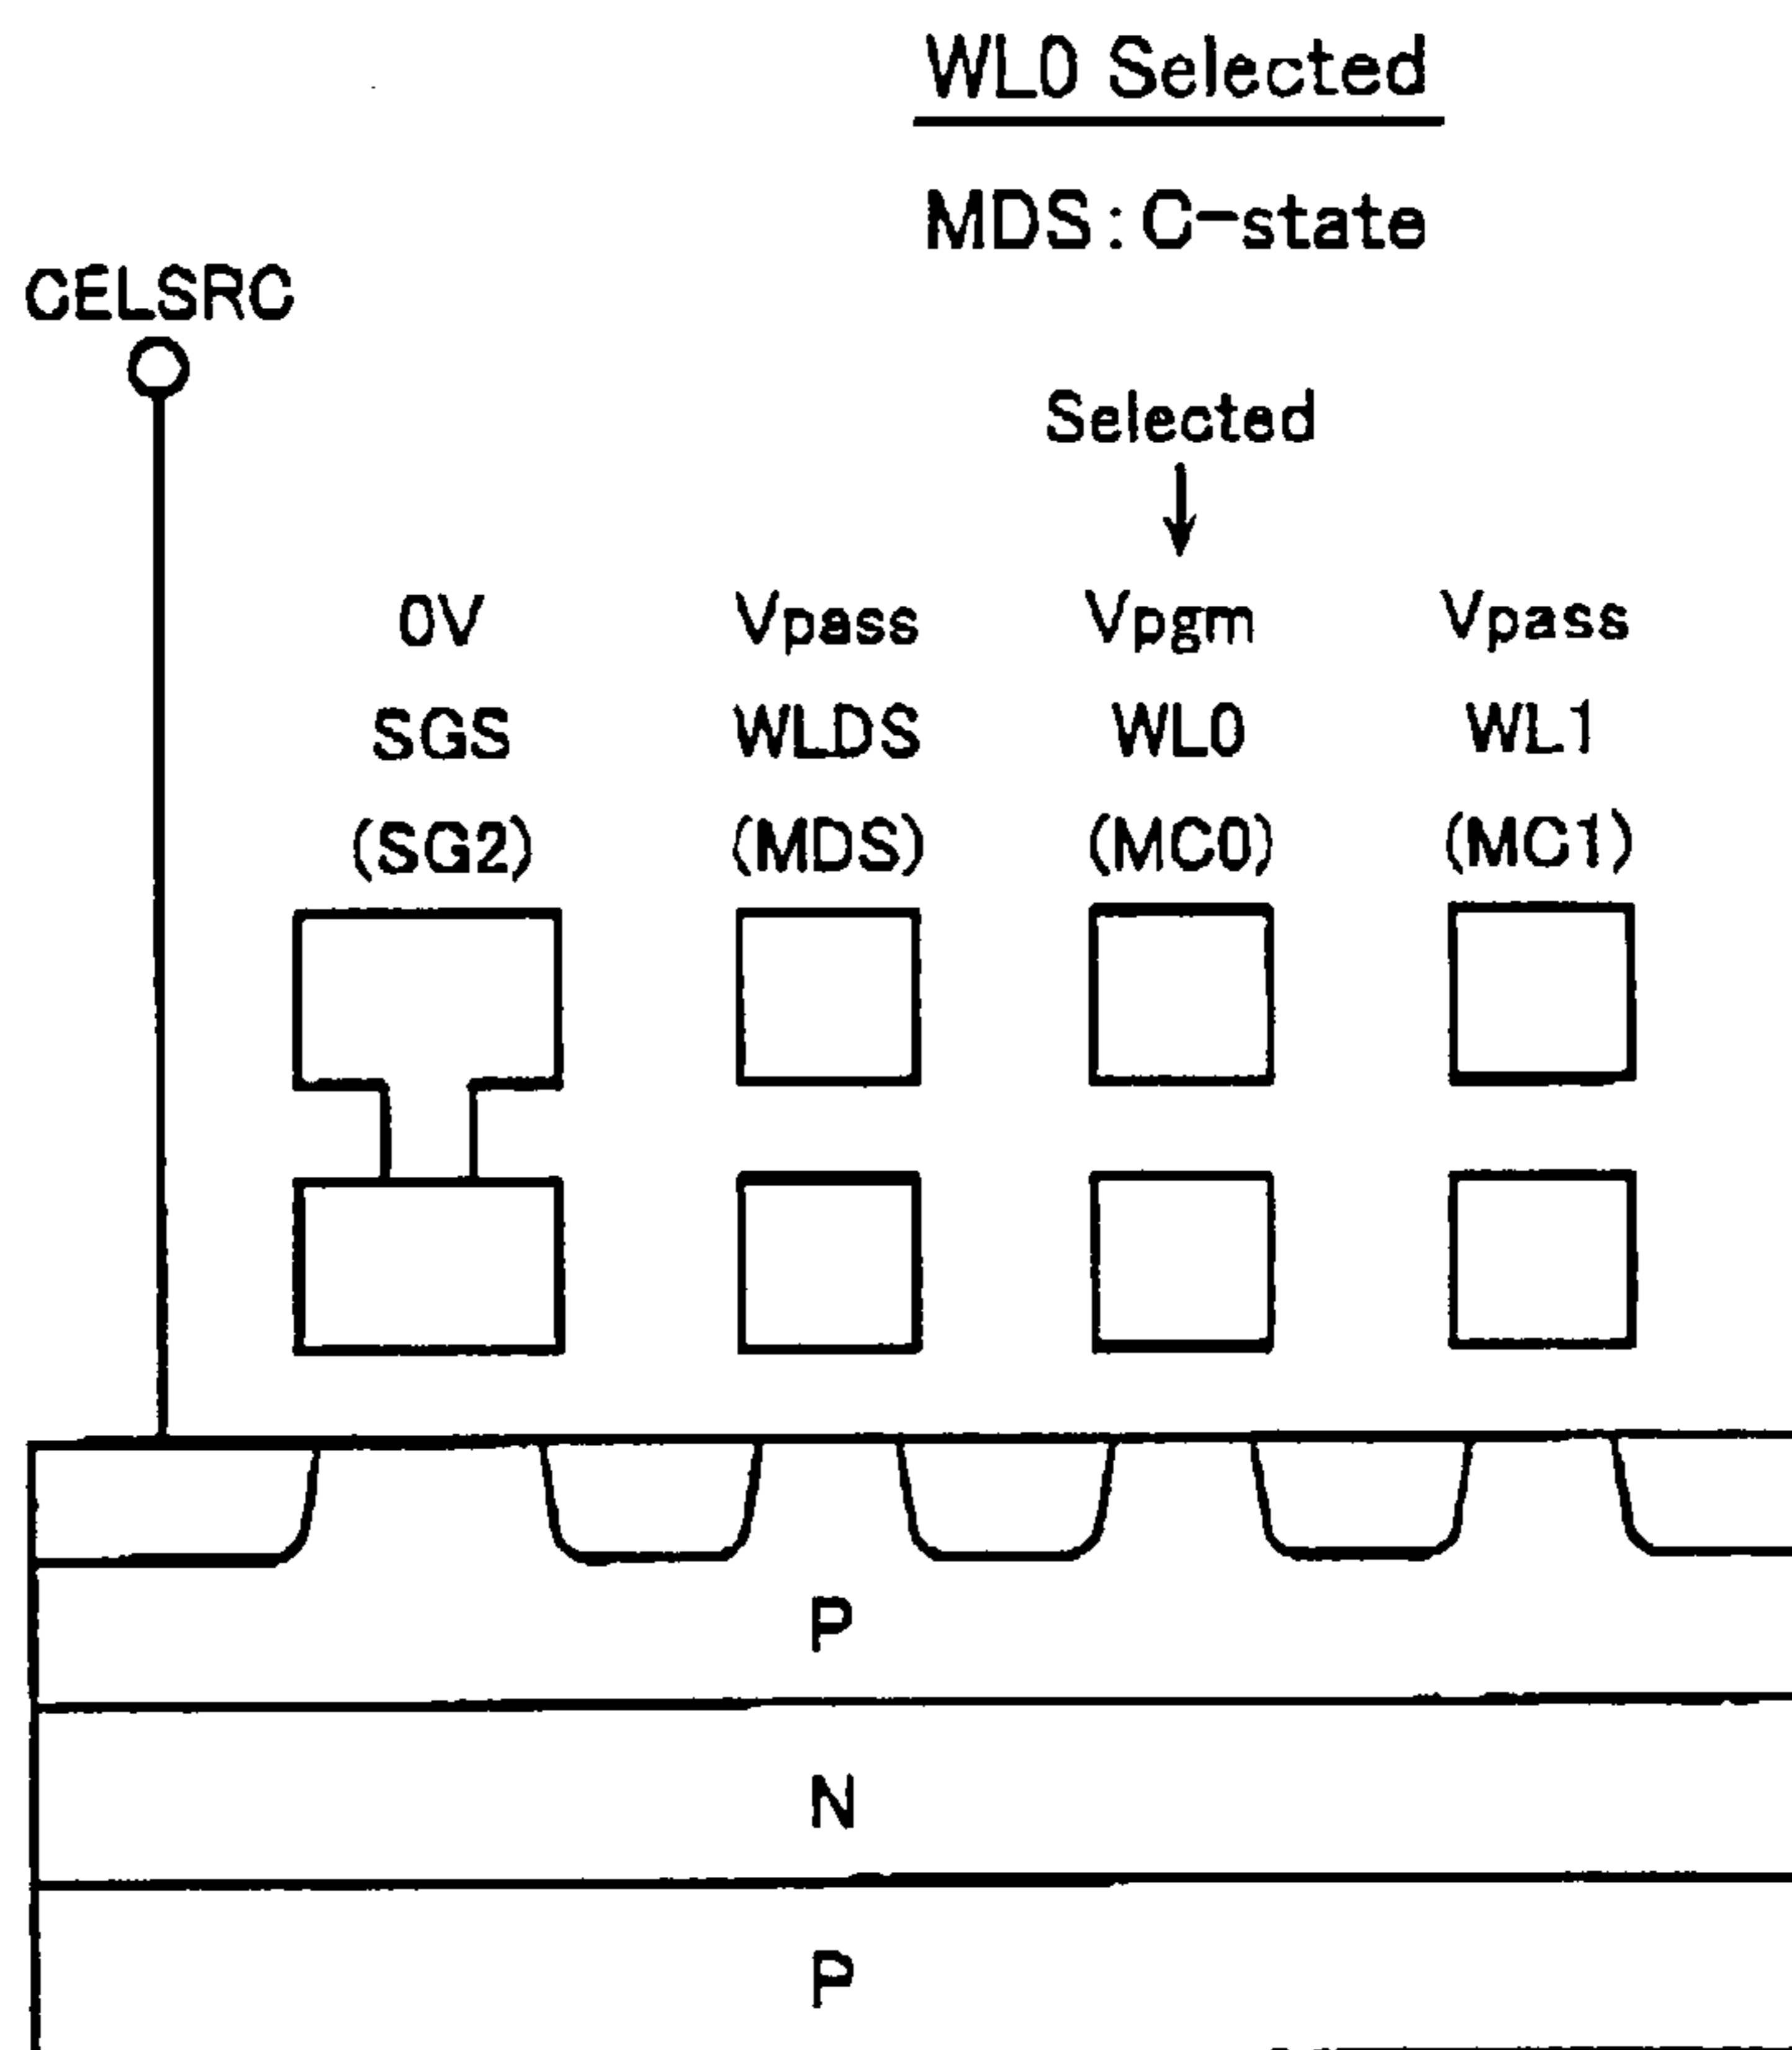 WL0 Selected
MDS:C-state
CELSRC
Selected
0V Vpass Vpgm Vpass
SGS WLDS WL0 WL1
(SG2) (MDS) (MC0) (MC1)
P
N
P